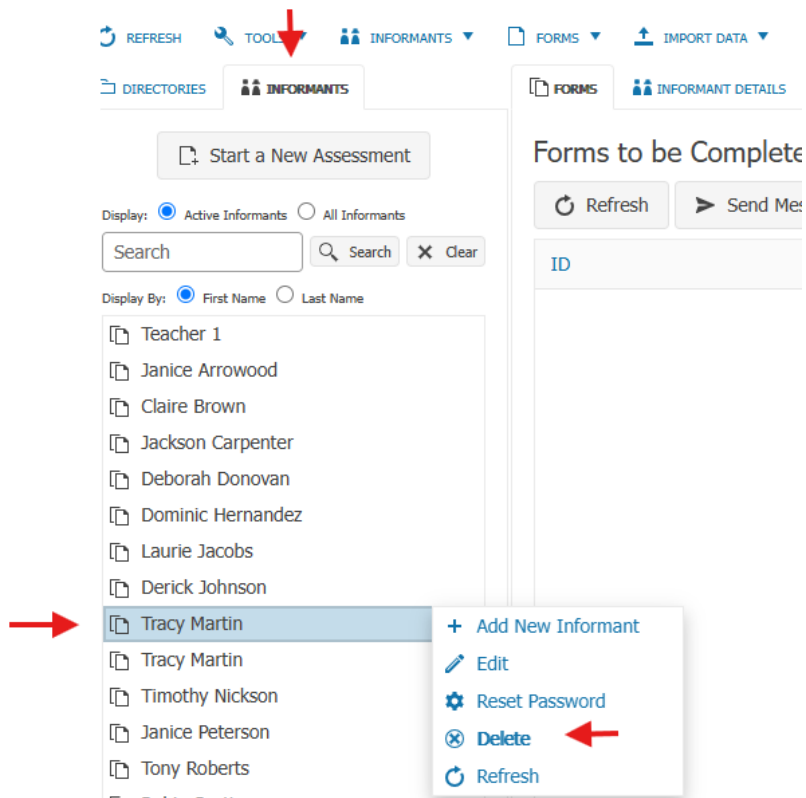 REFRESH TOOLS INFORMANTS FORMS IMPORT DATA
DIRECTORIES INFORMANTS FORMS INFORMANT DETAILS
Start a New Assessment
Forms to be Complete
Display: Active Informants All Informants
Refresh Send Mes
Search Search Clear
ID
Display By: First Name Last Name
Teacher 1
Janice Arrowood
Claire Brown
Jackson Carpenter
Deborah Donovan
Dominic Hernandez
Laurie Jacobs
Derick Johnson
Tracy Martin
Add New Informant
Tracy Martin
Edit
Timothy Nickson
Reset Password
Janice Peterson
Delete
Tony Roberts
Refresh